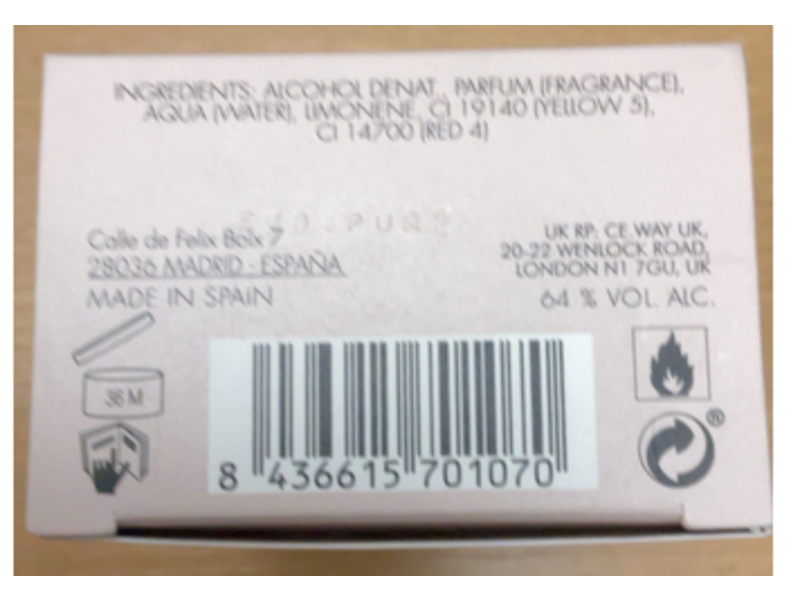 INGREDIENTS: ALCOHOL DENAT., PARFUM (FRAGRANCE),
AQUA (WATER), LIMONENE, CI 19140 (YELLOW 5),
CI 14700 (RED 4)
Calle de Felix Boix 7
28036 MADRID - ESPAÑA
MADE IN SPAIN
UK RP: CE WAY UK,
20-22 WENLOCK ROAD,
LONDON N1 7GU, UK
64 % VOL. ALC.
36 M
®
8 436615 701070